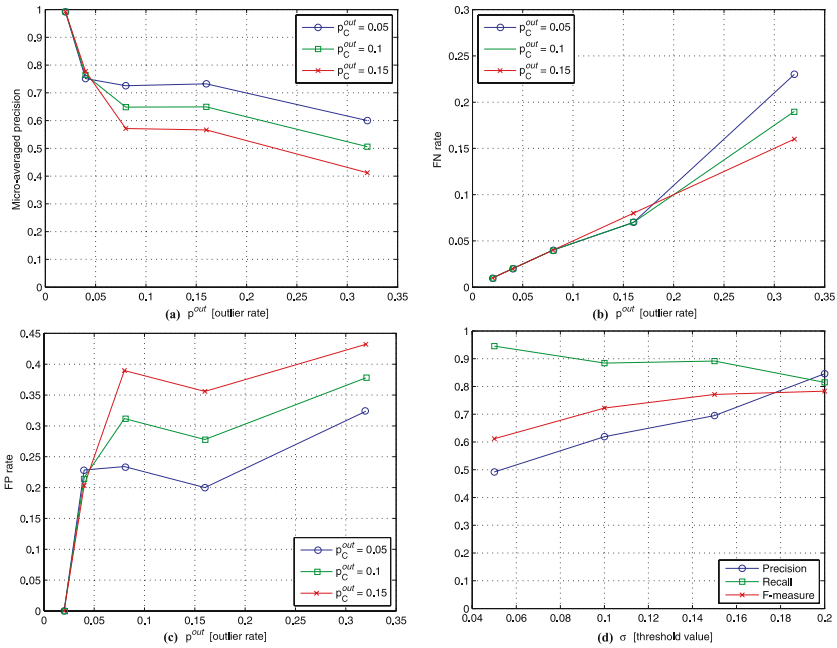 1
0.9
0.8
0.7
0.6
0.5
0.4
0.3
0.2
0.1
0
Micro-averaged precision
p_C^out = 0.05
p_C^out = 0.1
p_C^out = 0.15
0 0.05 0.1 0.15 0.2 0.25 0.3 0.35
(a) p^out [outlier rate]
0.3
0.25
0.2
0.15
0.1
0.05
0
FN rate
p_C^out = 0.05
p_C^out = 0.1
p_C^out = 0.15
0 0.05 0.1 0.15 0.2 0.25 0.3 0.35
(b) p^out [outlier rate]
0.45
0.4
0.35
0.3
0.25
0.2
0.15
0.1
0.05
0
FP rate
p_C^out = 0.05
p_C^out = 0.1
p_C^out = 0.15
0 0.05 0.1 0.15 0.2 0.25 0.3 0.35
(c) p^out [outlier rate]
1
0.9
0.8
0.7
0.6
0.5
0.4
0.3
0.2
0.1
0
Precision
Recall
F-measure
0.04 0.06 0.08 0.10 0.12 0.14 0.16 0.18 0.2
(d) σ [threshold value]